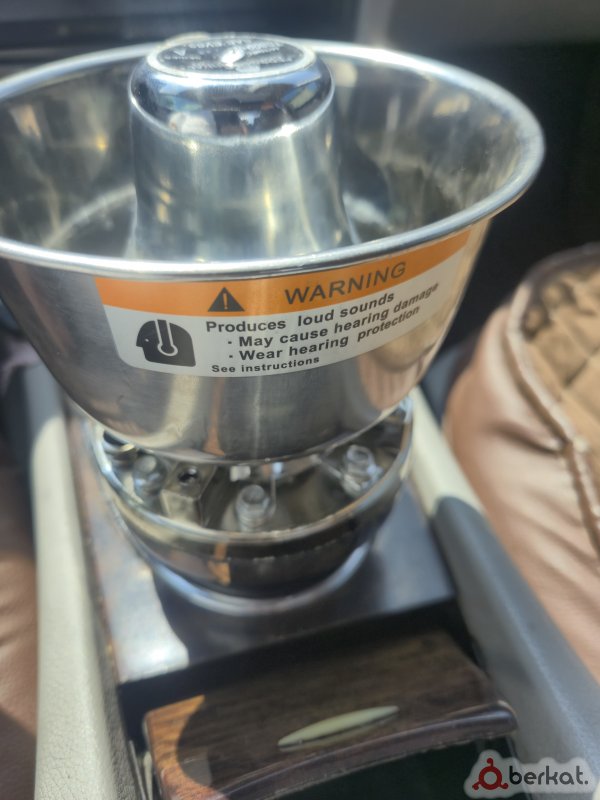 WARNING
Produces loud sounds
- May cause hearing damage
- Wear hearing protection
See instructions
berkat.